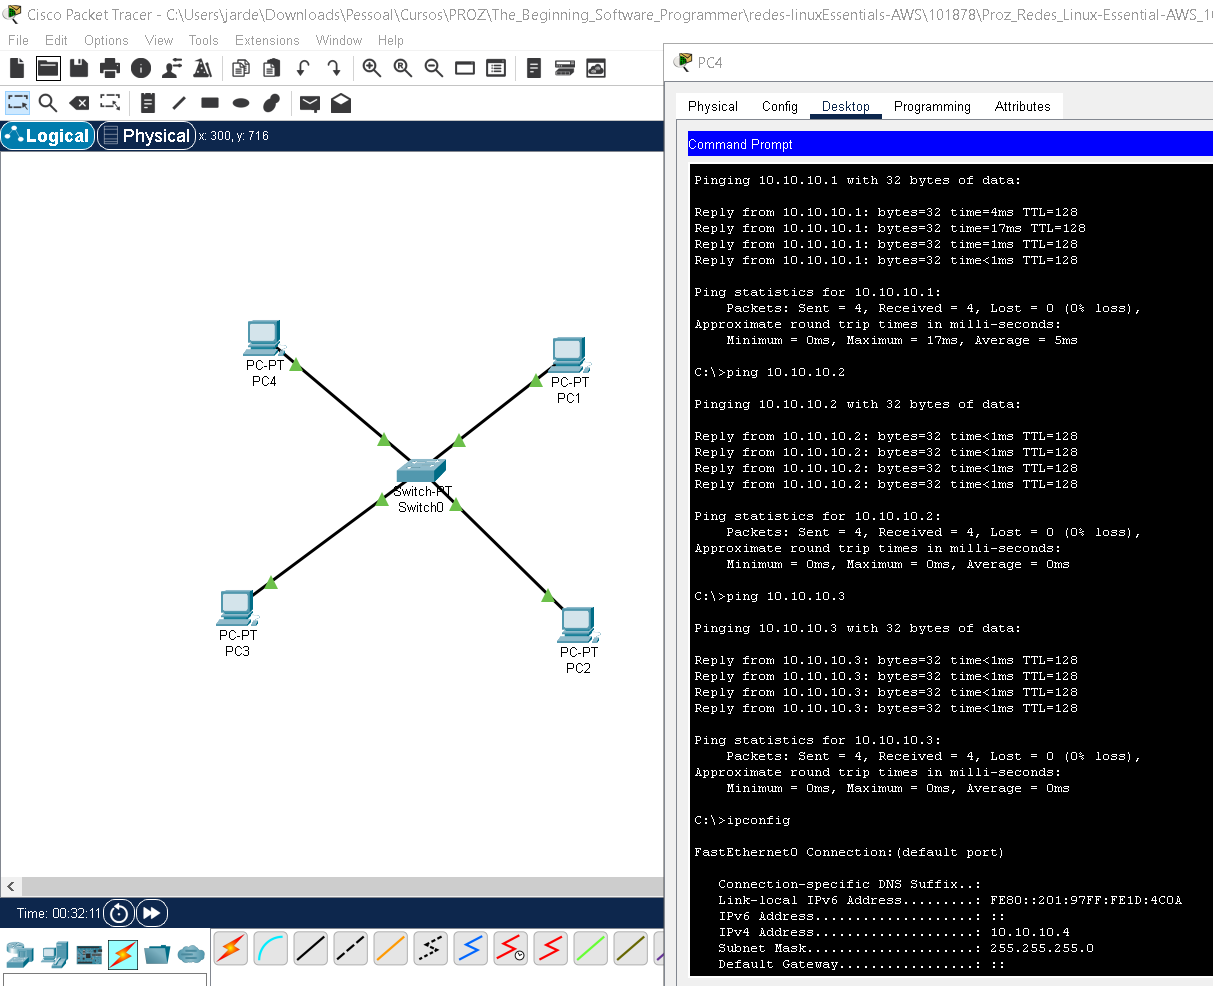 Cisco Packet Tracer - C:\Users\jarde\Downloads\Pessoal\Cursos\PROZ\The_Beginning_Software_Programmer\redes-linuxEssentials-AWS\101878\Proz_Redes_Linux-Essential-AWS_10
File Edit Options View Tools Extensions Window Help
Logical Physical x: 300, y: 716
PC-PT
PC4
PC-PT
PC1
Switch-PT
Switch0
PC-PT
PC3
PC-PT
PC2
Time: 00:32:11
PC4
Physical Config Desktop Programming Attributes
Command Prompt
Pinging 10.10.10.1 with 32 bytes of data:
Reply from 10.10.10.1: bytes=32 time=4ms TTL=128
Reply from 10.10.10.1: bytes=32 time=17ms TTL=128
Reply from 10.10.10.1: bytes=32 time=1ms TTL=128
Reply from 10.10.10.1: bytes=32 time<1ms TTL=128
Ping statistics for 10.10.10.1:
Packets: Sent = 4, Received = 4, Lost = 0 (0% loss),
Approximate round trip times in milli-seconds:
Minimum = 0ms, Maximum = 17ms, Average = 5ms
C:\>ping 10.10.10.2
Pinging 10.10.10.2 with 32 bytes of data:
Reply from 10.10.10.2: bytes=32 time<1ms TTL=128
Reply from 10.10.10.2: bytes=32 time<1ms TTL=128
Reply from 10.10.10.2: bytes=32 time<1ms TTL=128
Reply from 10.10.10.2: bytes=32 time<1ms TTL=128
Ping statistics for 10.10.10.2:
Packets: Sent = 4, Received = 4, Lost = 0 (0% loss),
Approximate round trip times in milli-seconds:
Minimum = 0ms, Maximum = 0ms, Average = 0ms
C:\>ping 10.10.10.3
Pinging 10.10.10.3 with 32 bytes of data:
Reply from 10.10.10.3: bytes=32 time<1ms TTL=128
Reply from 10.10.10.3: bytes=32 time<1ms TTL=128
Reply from 10.10.10.3: bytes=32 time<1ms TTL=128
Reply from 10.10.10.3: bytes=32 time<1ms TTL=128
Ping statistics for 10.10.10.3:
Packets: Sent = 4, Received = 4, Lost = 0 (0% loss),
Approximate round trip times in milli-seconds:
Minimum = 0ms, Maximum = 0ms, Average = 0ms
C:\>ipconfig
FastEthernet0 Connection:(default port)
Connection-specific DNS Suffix..:
Link-local IPv6 Address.........: FE80::201:97FF:FE1D:4C0A
IPv6 Address....................: ::
IPv4 Address....................: 10.10.10.4
Subnet Mask.....................: 255.255.255.0
Default Gateway.................: ::